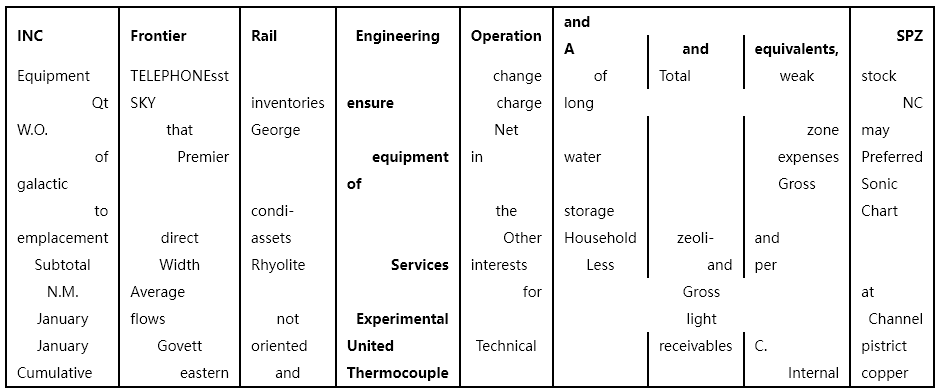 and
INC Frontier Rail Engineering Operation A and equivalents, SPZ
Equipment TELEPHONEsst change of Total weak stock
Qt SKY inventories ensure charge long NC
W.O. that George Net zone may
of Premier equipment in water expenses Preferred
galactic of Gross Sonic
to condi- the storage Chart
emplacement direct assets Other Household zeoli- and
Subtotal Width Rhyolite Services interests Less and per
N.M. Average for Gross at
January flows not Experimental light Channel
January Govett oriented United Technical receivables C. pistrict
Cumulative eastern and Thermocouple Internal copper